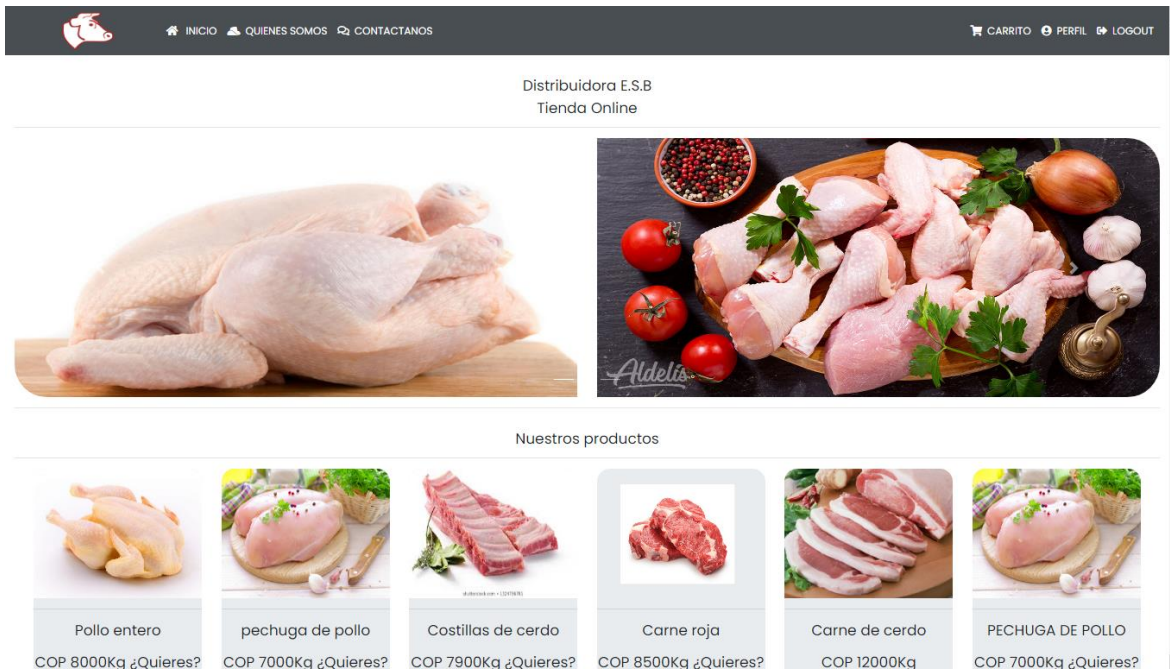 INICIO QUIENES SOMOS CONTACTANOS CARRITO PERFIL LOGOUT
Distribuidora E.S.B
Tienda Online
Aldelís
Nuestros productos
Pollo entero
COP 8000Kg ¿Quieres?
pechuga de pollo
COP 7000Kg ¿Quieres?
Costillas de cerdo
COP 7900Kg ¿Quieres?
Carne roja
COP 8500Kg ¿Quieres?
Carne de cerdo
COP 12000Kg
PECHUGA DE POLLO
COP 7000Kg ¿Quieres?